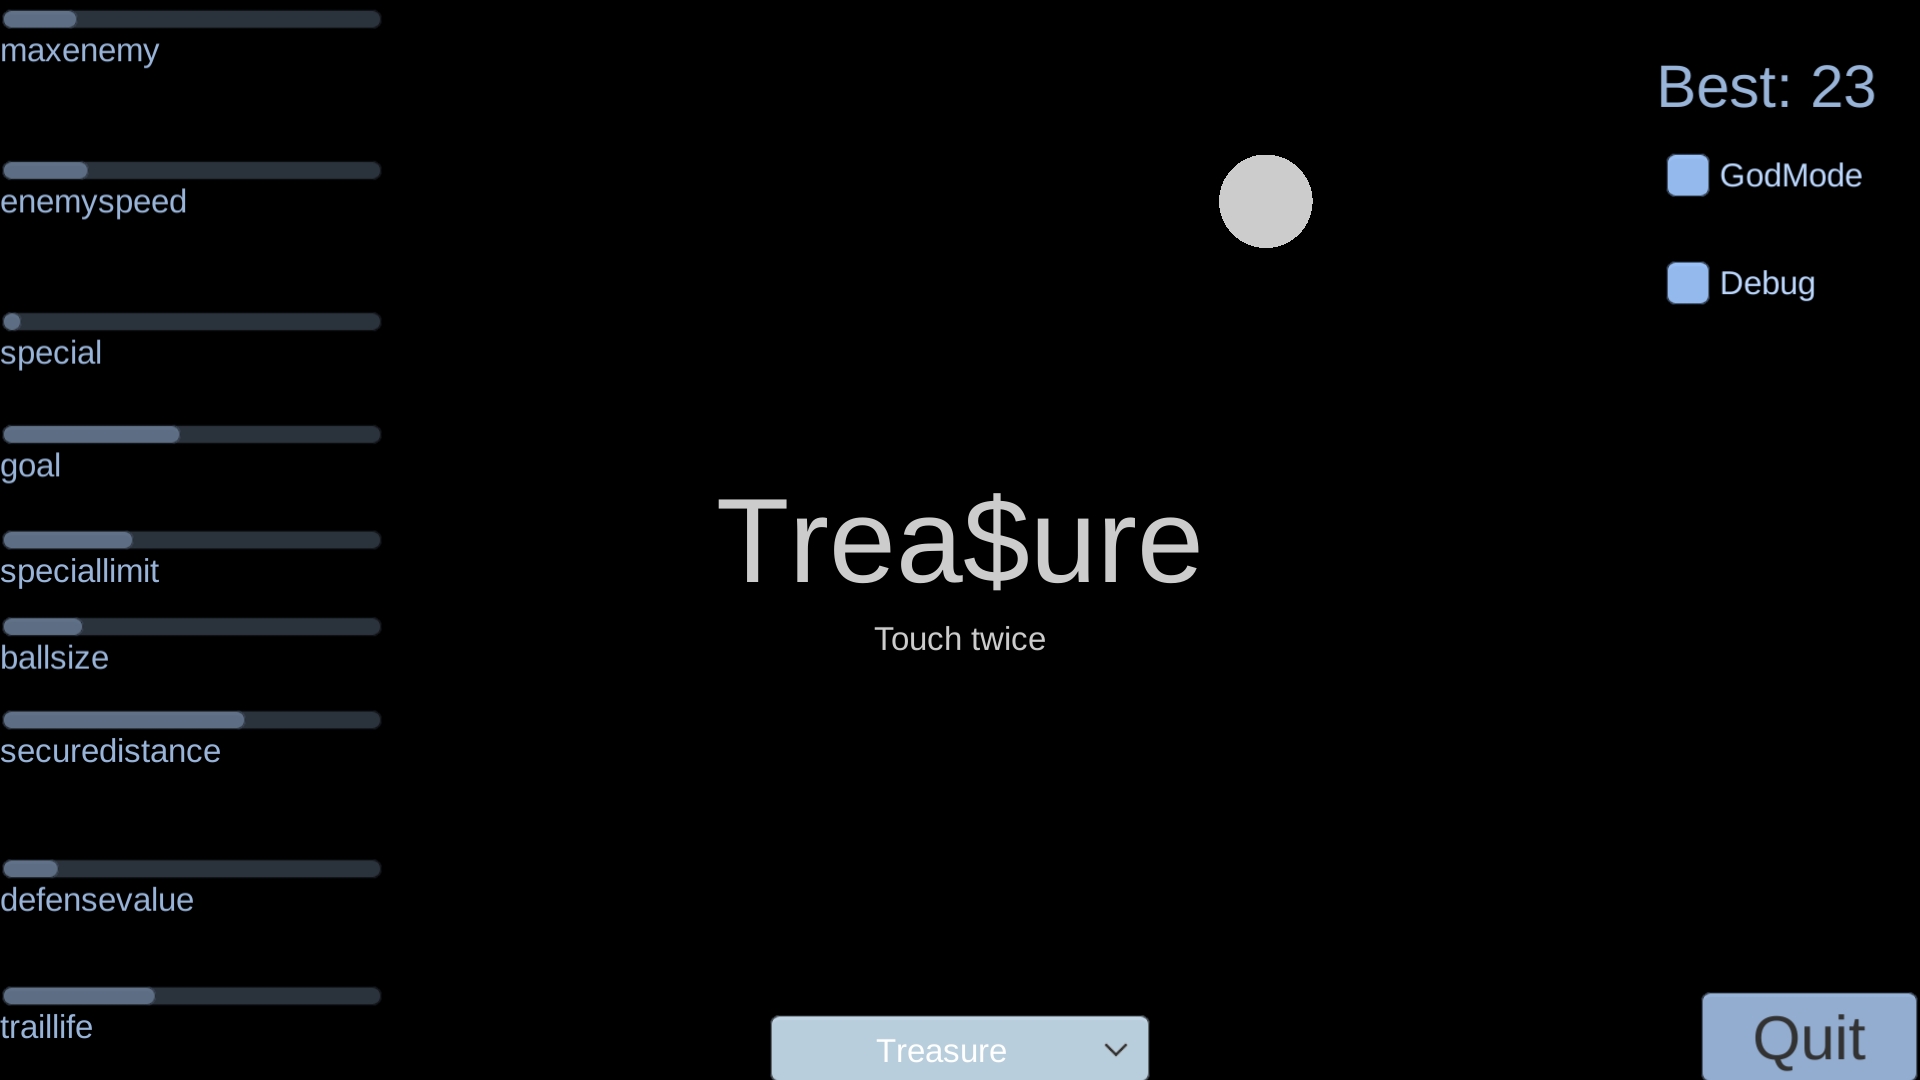 maxenemy
enemyspeed
special
goal
speciallimit
ballsize
securedistance
defensevalue
traillife
Trea$ure
Touch twice
Treasure
Best: 23
GodMode
Debug
Quit